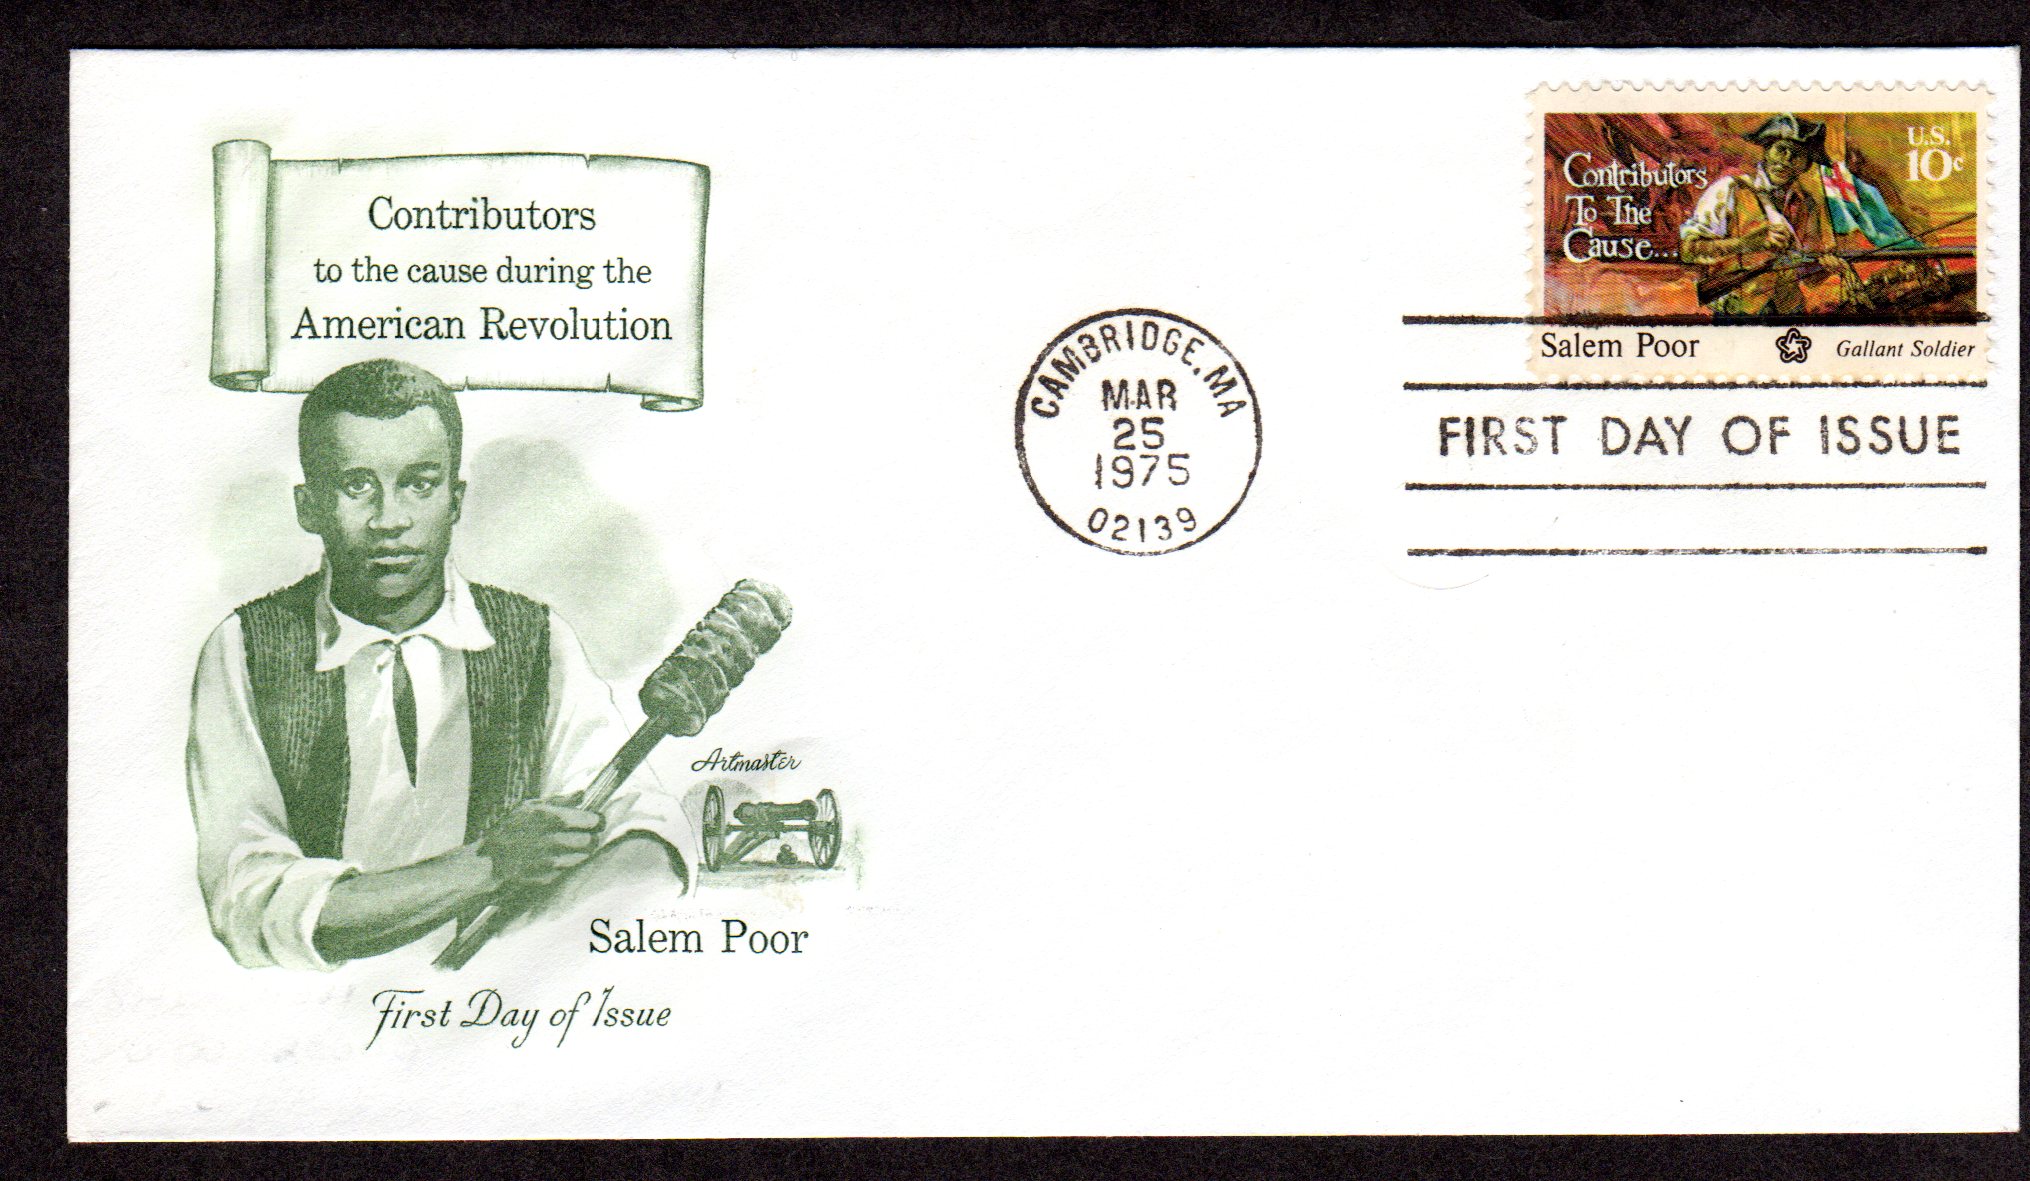 Contributors
to the cause during the
American Revolution
Artmaster
Salem Poor
First Day of Issue
CAMBRIDGE, MA
MAR
25
1975
02139
Contributors
To The
Cause...
U.S.
10c
Salem Poor
Gallant Soldier
FIRST DAY OF ISSUE